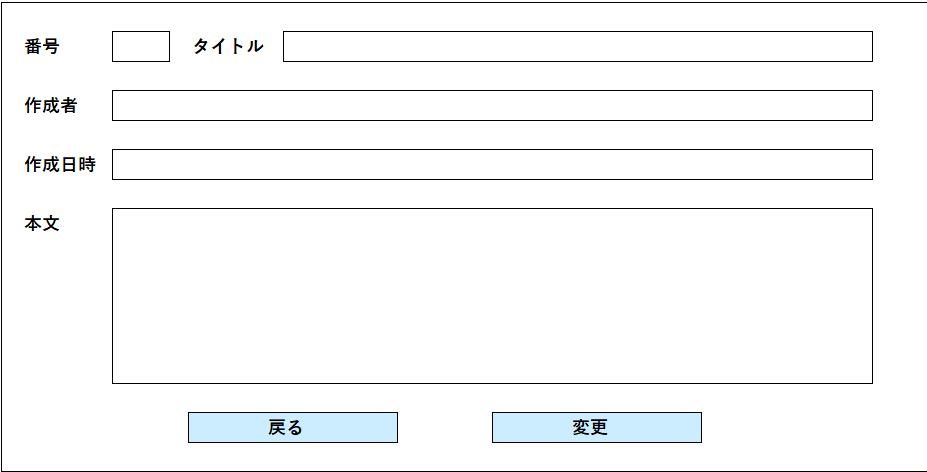 番号 タイトル
作成者
作成日時
本文
戻る 変更